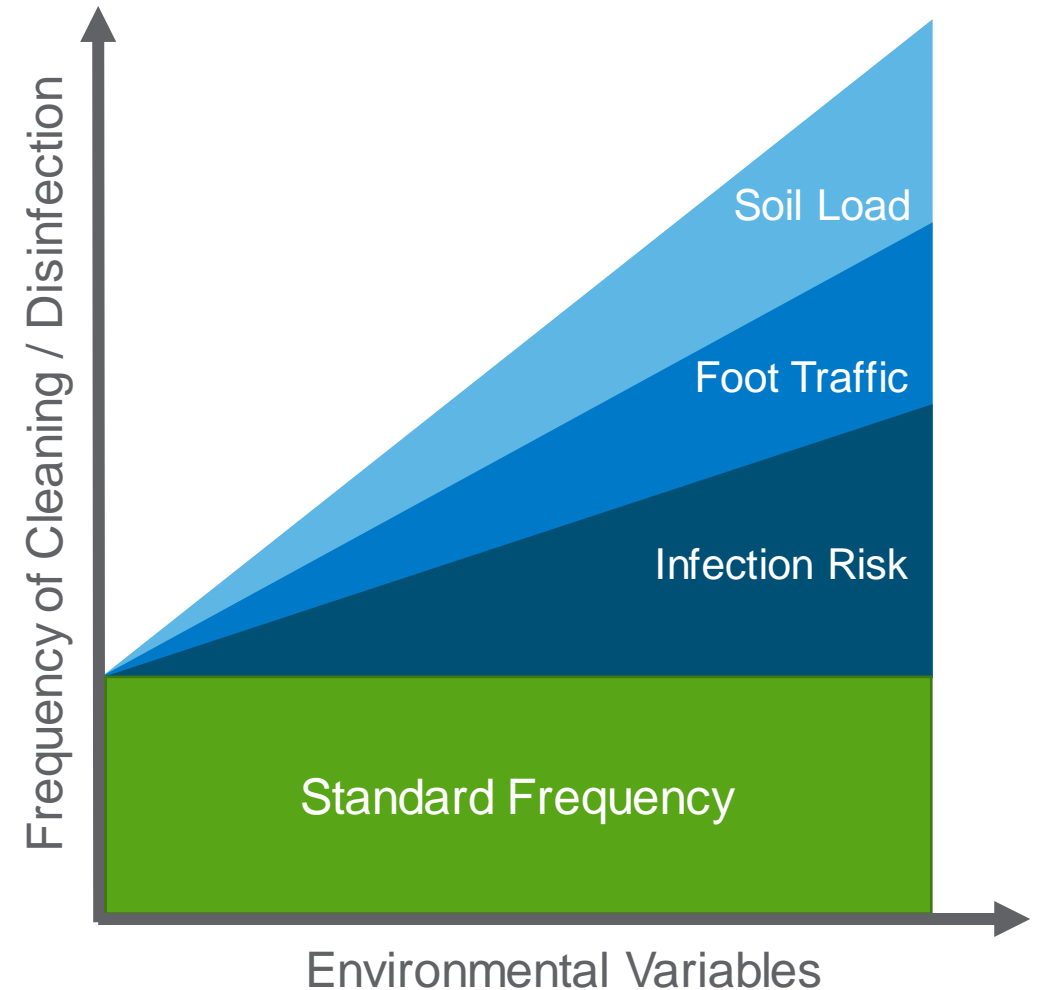 Frequency of Cleaning / Disinfection
Soil Load
Foot Traffic
Infection Risk
Standard Frequency
Environmental Variables